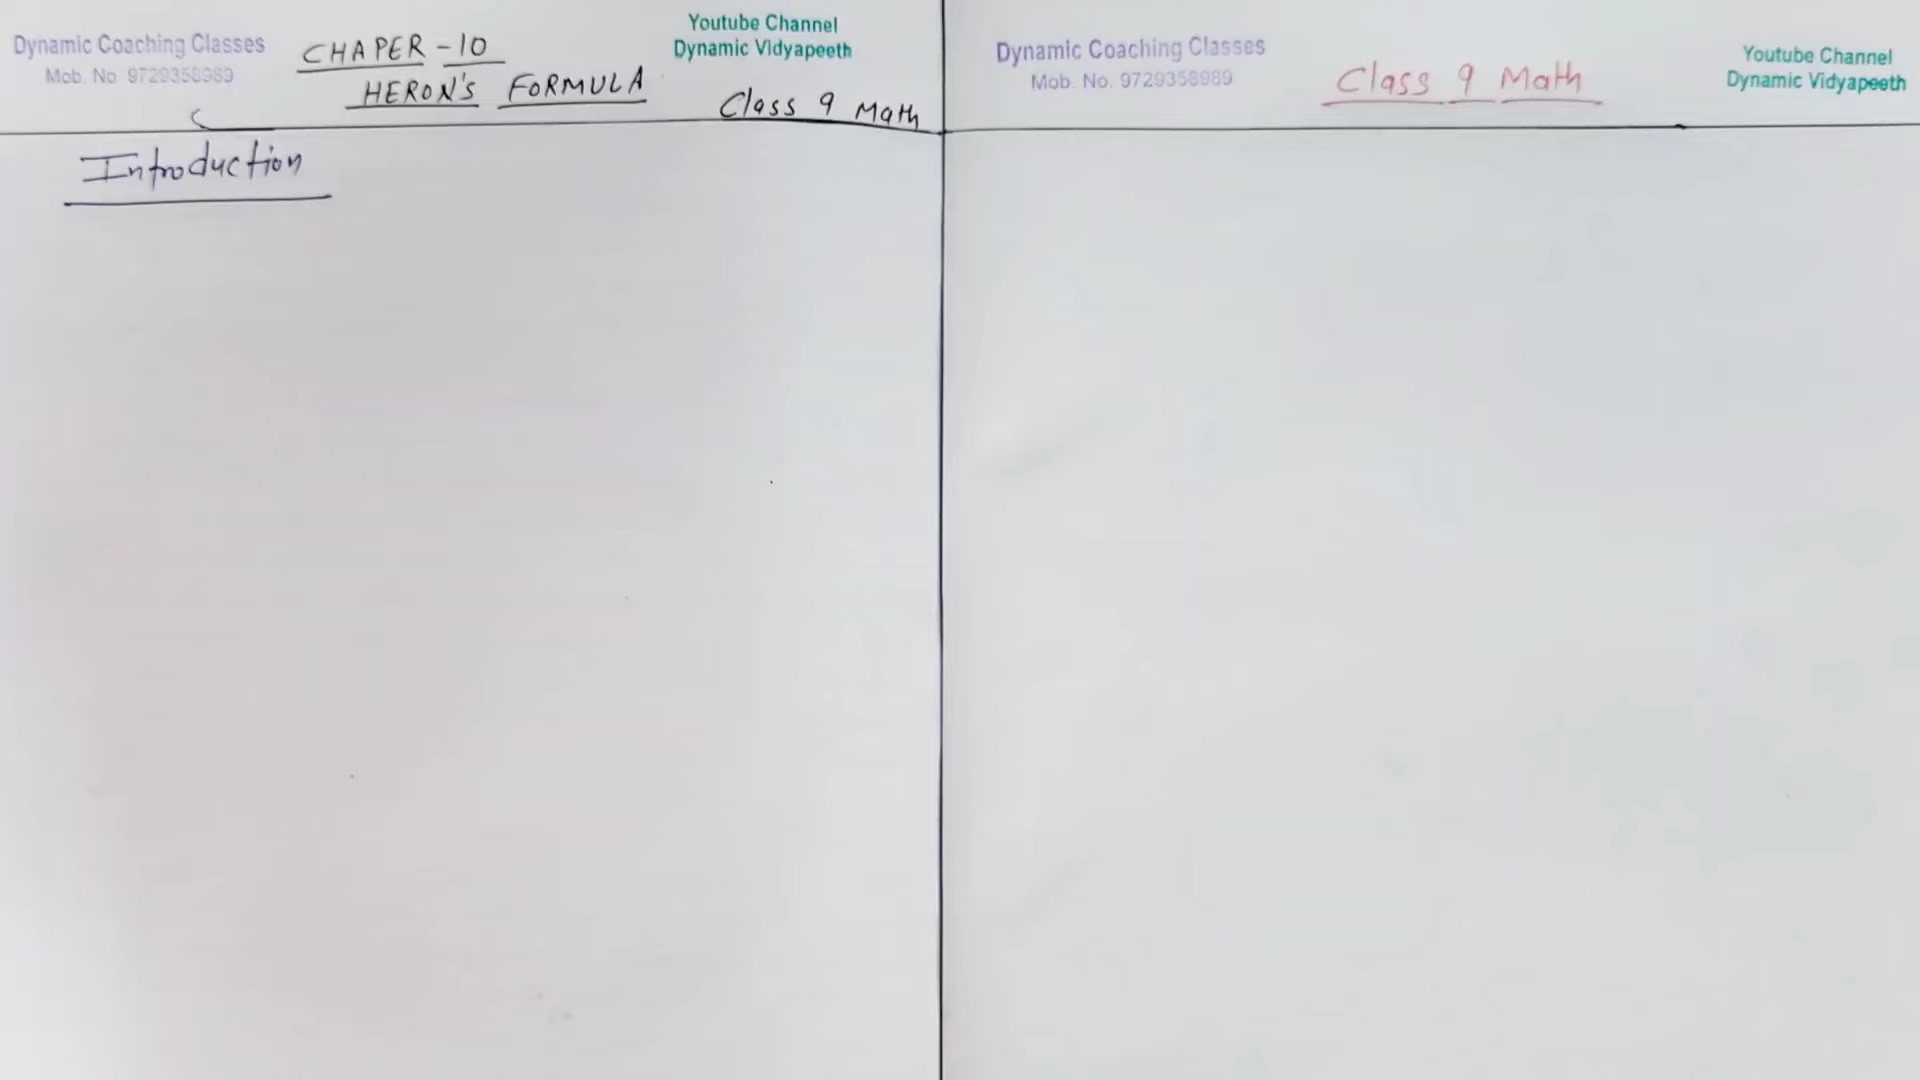 Dynamic Coaching Classes
Mob. No 9729358989
CHAPER - 10
HERON'S FORMULA
Youtube Channel
Dynamic Vidyapeeth
Class 9 Math
Introduction
Dynamic Coaching Classes
Mob. No. 9729358989
Class 9 Math
Youtube Channel
Dynamic Vidyapeeth